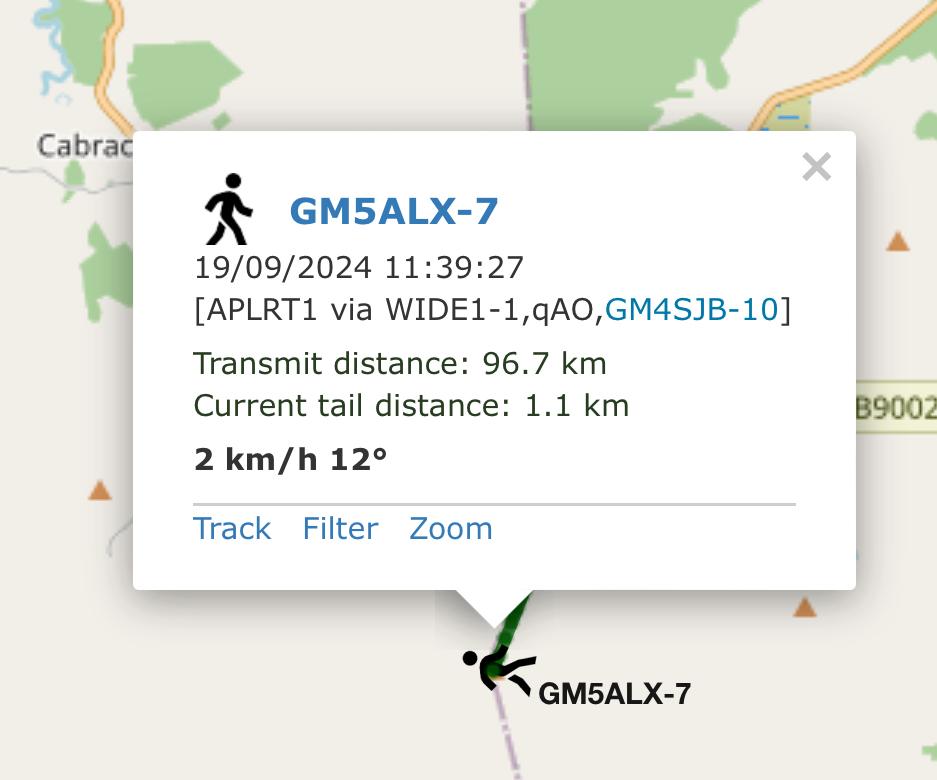 Cabrac
GM5ALX-7
19/09/2024 11:39:27
[APLRT1 via WIDE1-1,qAO,GM4SJB-10]
Transmit distance: 96.7 km
Current tail distance: 1.1 km
B9002
2 km/h 12°
Track Filter Zoom
GM5ALX-7